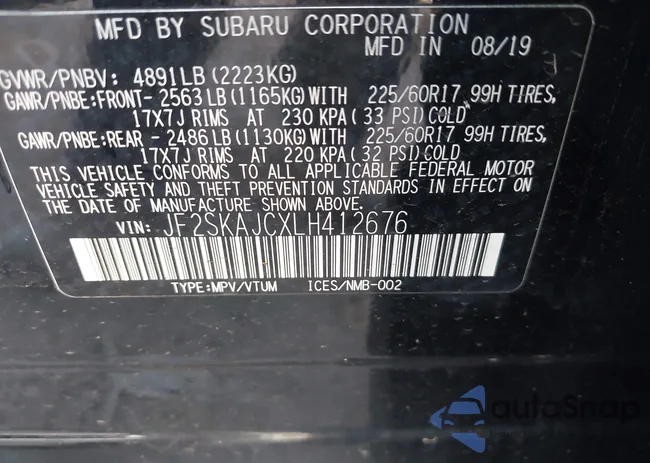 MFD BY SUBARU CORPORATION
MFD IN 08/19
GVWR/PNBV: 4891LB (2223KG)
GAWR/PNBE:FRONT- 2563 LB (1165KG) WITH 225/60R17 99H TIRES,
17X7J RIMS AT 230 KPA ( 33 PSI) COLD
GAWR/PNBE:REAR - 2486 LB (1130KG) WITH 225/60R17 99H TIRES,
17X7J RIMS AT 220 KPA ( 32 PSI) COLD
THIS VEHICLE CONFORMS TO ALL APPLICABLE FEDERAL MOTOR
VEHICLE SAFETY AND THEFT PREVENTION STANDARDS IN EFFECT ON
THE DATE OF MANUFACTURE SHOWN ABOVE.
VIN: JF2SKAJCXLH412676
TYPE:MPV/VTUM ICES/NMB-002
autoSnap